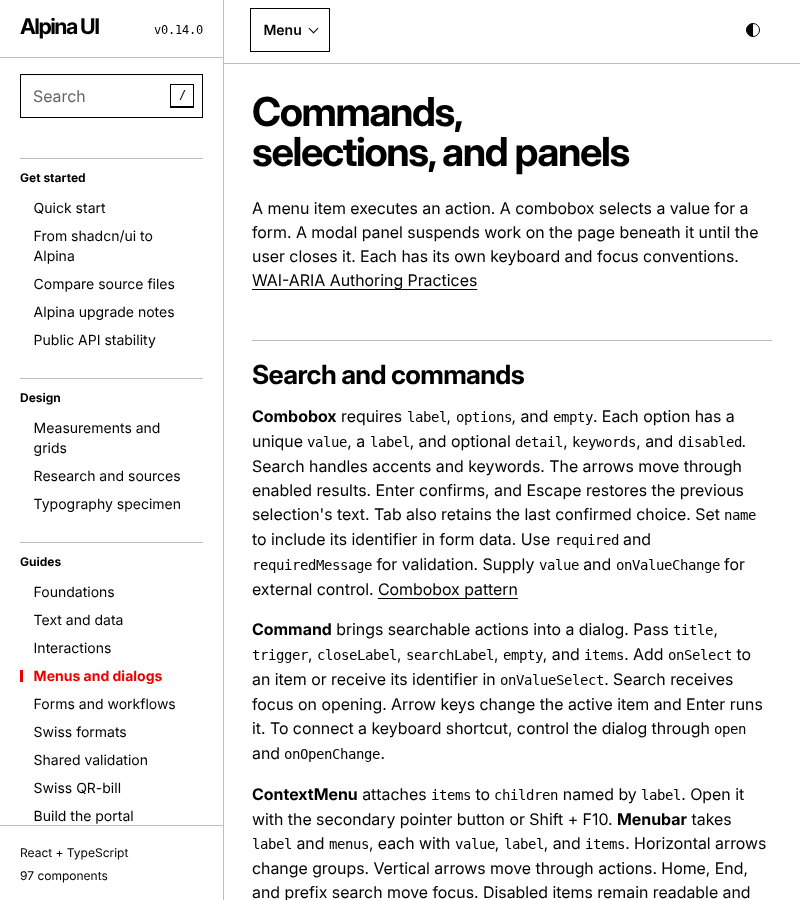 Alpina UI
v0.14.0
Menu
Search
/
Get started
Quick start
From shadcn/ui to
Alpina
Compare source files
Alpina upgrade notes
Public API stability
Design
Measurements and
grids
Research and sources
Typography specimen
Guides
Foundations
Text and data
Interactions
Menus and dialogs
Forms and workflows
Swiss formats
Shared validation
Swiss QR-bill
Build the portal
React + TypeScript
97 components
Commands,
selections, and panels
A menu item executes an action. A combobox selects a value for a
form. A modal panel suspends work on the page beneath it until the
user closes it. Each has its own keyboard and focus conventions.
WAI-ARIA Authoring Practices
Search and commands
Combobox requires label, options, and empty. Each option has a
unique value, a label, and optional detail, keywords, and disabled.
Search handles accents and keywords. The arrows move through
enabled results. Enter confirms, and Escape restores the previous
selection's text. Tab also retains the last confirmed choice. Set name
to include its identifier in form data. Use required and
requiredMessage for validation. Supply value and onValueChange for
external control. Combobox pattern
Command brings searchable actions into a dialog. Pass title,
trigger, closeLabel, searchLabel, empty, and items. Add onSelect to
an item or receive its identifier in onValueSelect. Search receives
focus on opening. Arrow keys change the active item and Enter runs
it. To connect a keyboard shortcut, control the dialog through open
and onOpenChange.
ContextMenu attaches items to children named by label. Open it
with the secondary pointer button or Shift + F10. Menubar takes
label and menus, each with value, label, and items. Horizontal arrows
change groups. Vertical arrows move through actions. Home, End,
and prefix search move focus. Disabled items remain readable and